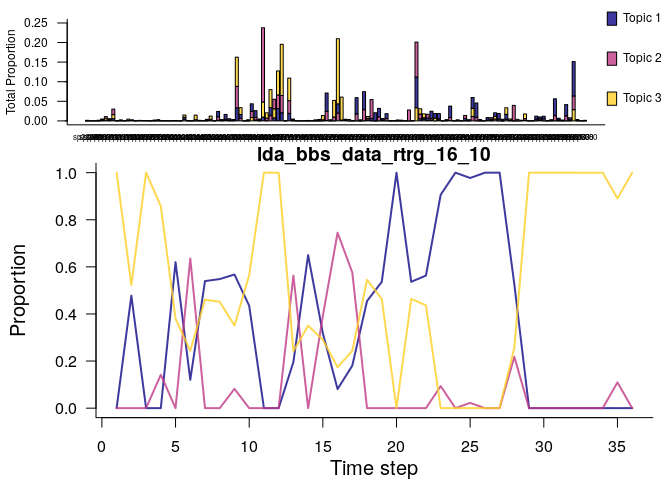 Topic 1
Topic 2
Topic 3
Total Proportion
0.25
0.20
0.15
0.10
0.05
0.00
lda_bbs_data_rtrg_16_10
Proportion
1.0
0.8
0.6
0.4
0.2
0.0
0 5 10 15 20 25 30 35
Time step